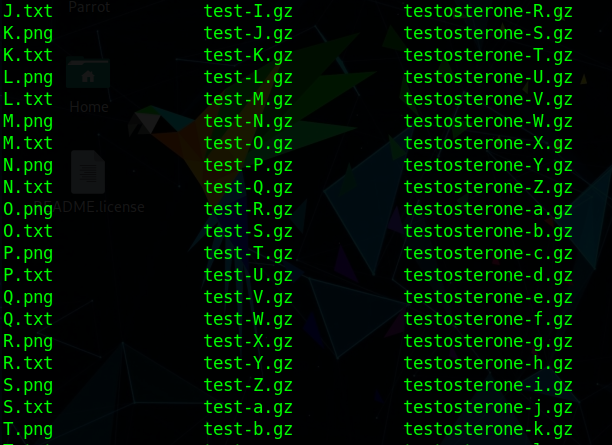 J.txt test-I.gz testosterone-R.gz
K.png test-J.gz testosterone-S.gz
K.txt test-K.gz testosterone-T.gz
L.png test-L.gz testosterone-U.gz
L.txt test-M.gz testosterone-V.gz
M.png test-N.gz testosterone-W.gz
M.txt test-O.gz testosterone-X.gz
N.png test-P.gz testosterone-Y.gz
N.txt test-Q.gz testosterone-Z.gz
O.png test-R.gz testosterone-a.gz
O.txt test-S.gz testosterone-b.gz
P.png test-T.gz testosterone-c.gz
P.txt test-U.gz testosterone-d.gz
Q.png test-V.gz testosterone-e.gz
Q.txt test-W.gz testosterone-f.gz
R.png test-X.gz testosterone-g.gz
R.txt test-Y.gz testosterone-h.gz
S.png test-Z.gz testosterone-i.gz
S.txt test-a.gz testosterone-j.gz
T.png test-b.gz testosterone-k.gz
Parrot
Home
README.license